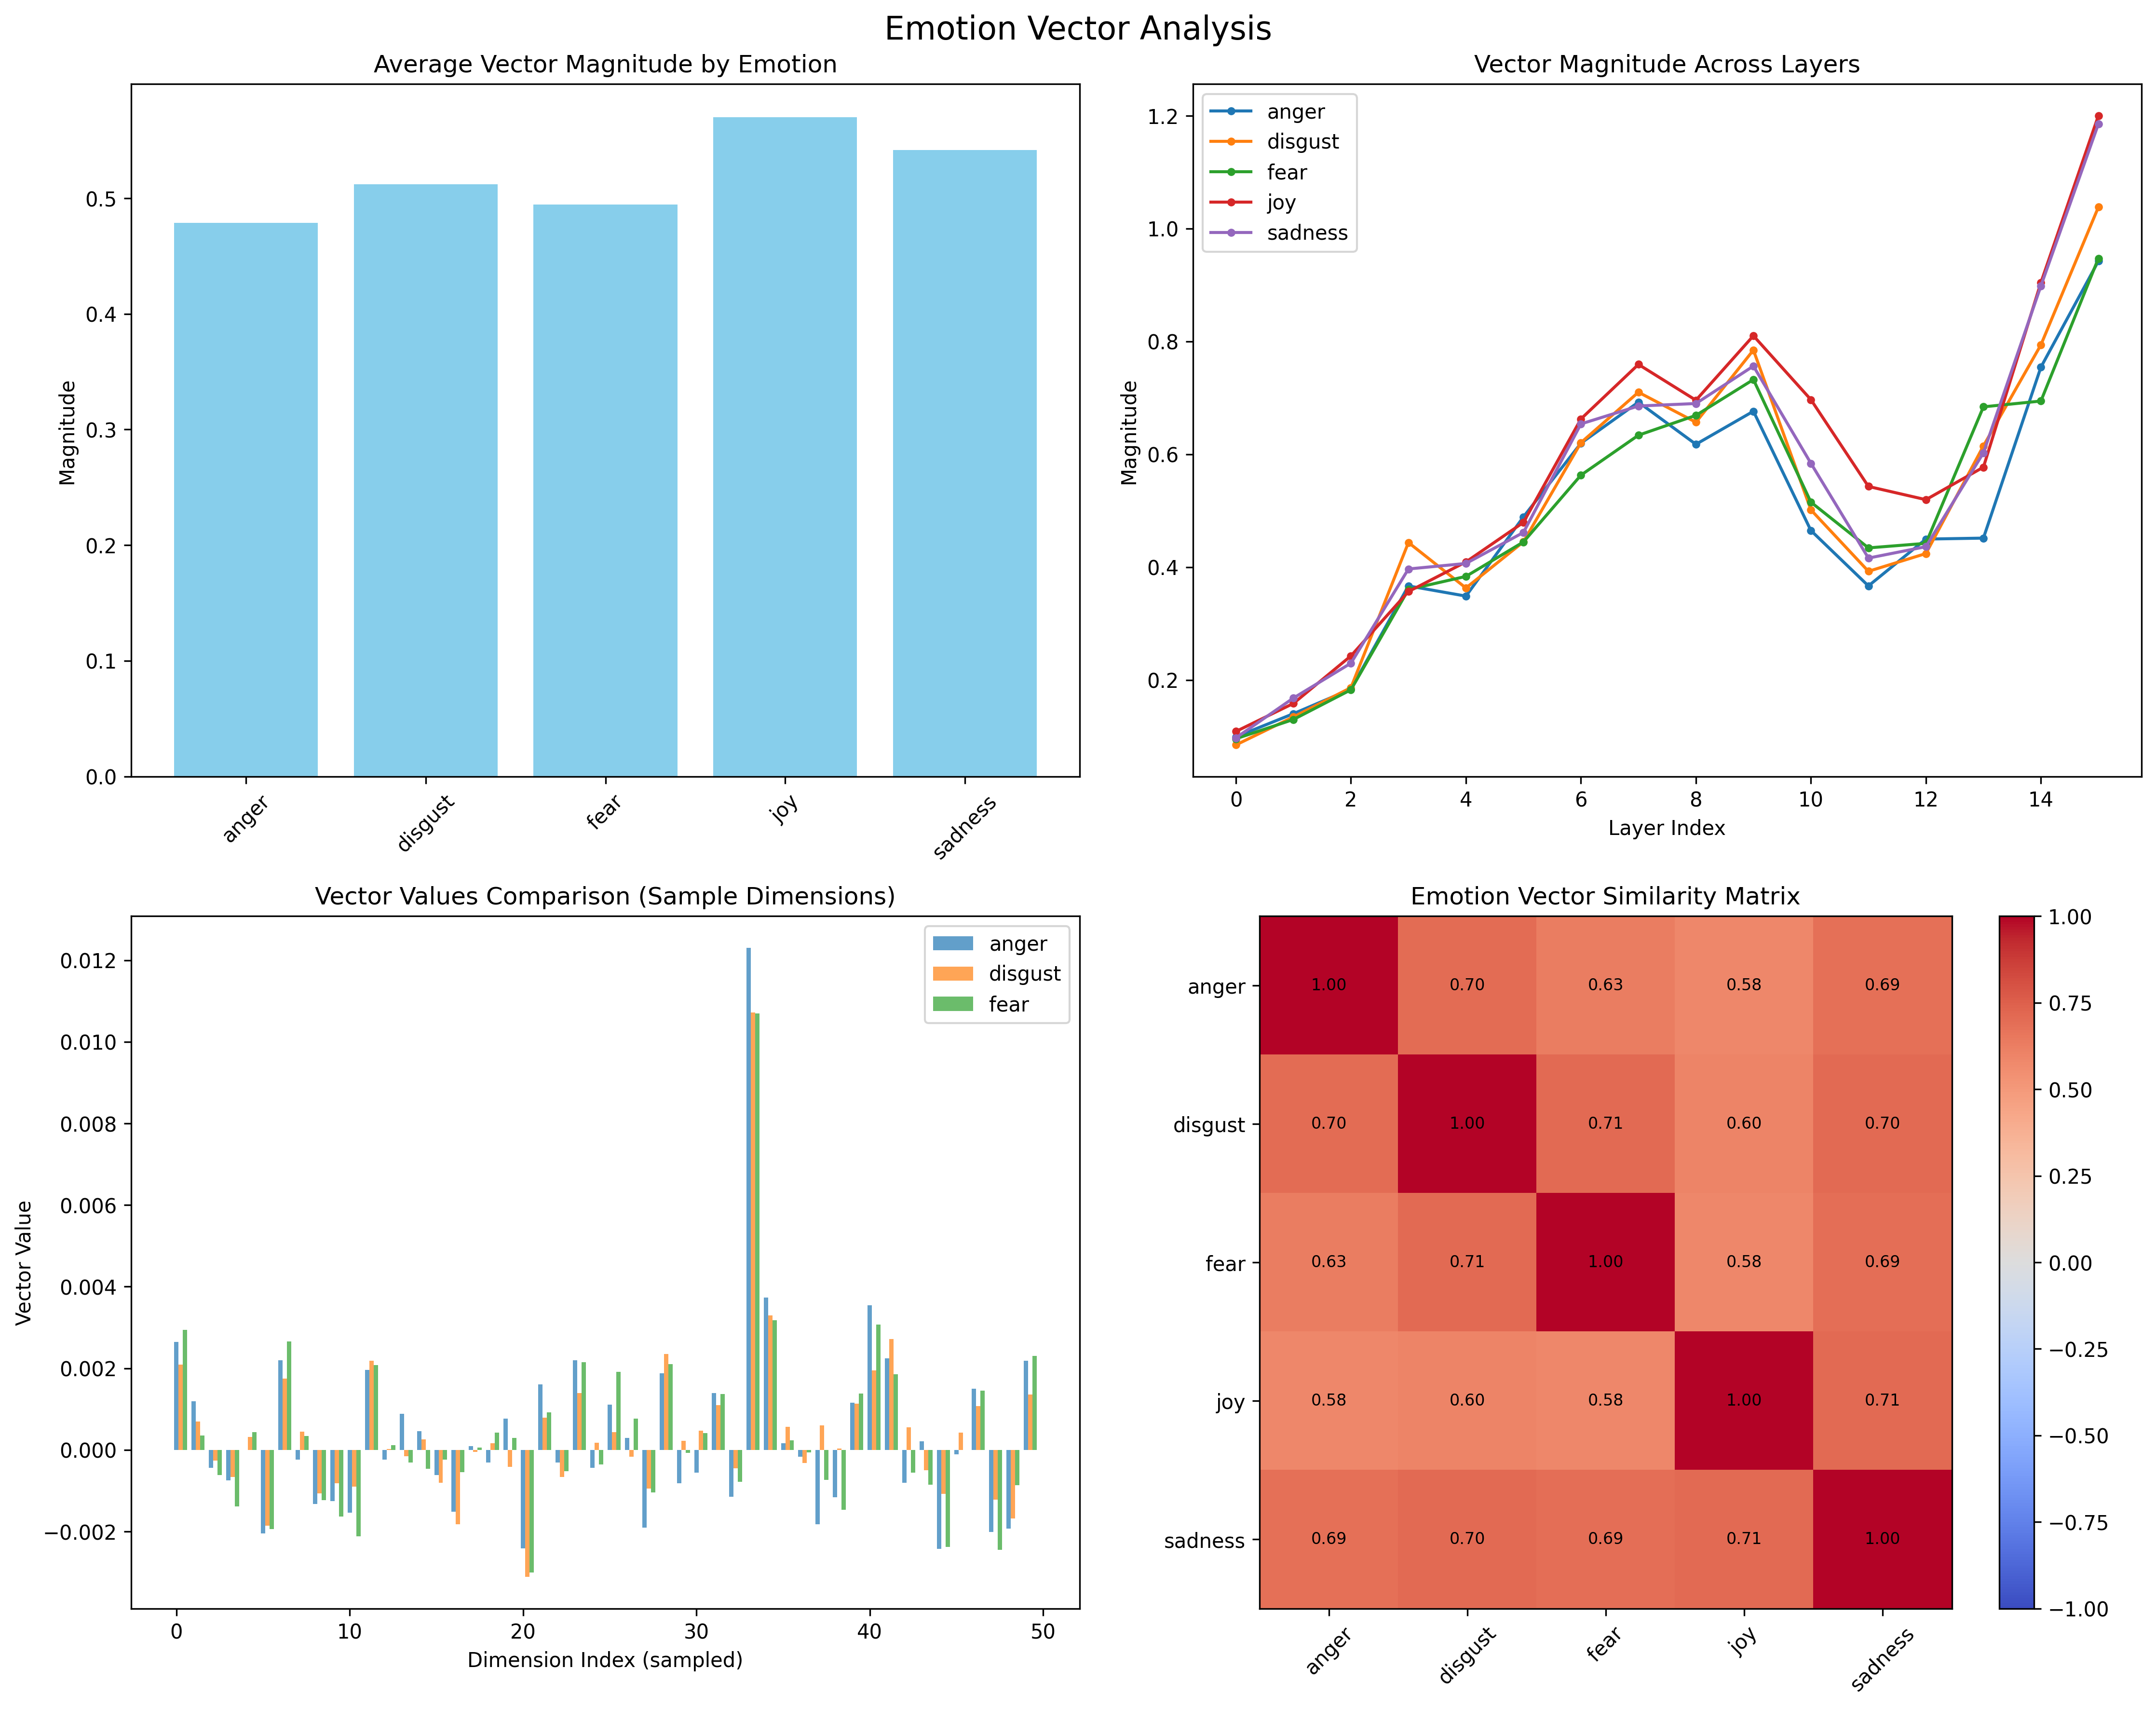 Emotion Vector Analysis
Average Vector Magnitude by Emotion
Magnitude
0.5
0.4
0.3
0.2
0.1
0.0
anger
disgust
fear
joy
sadness
Vector Magnitude Across Layers
anger
disgust
fear
joy
sadness
Magnitude
1.2
1.0
0.8
0.6
0.4
0.2
0 2 4 6 8 10 12 14
Layer Index
Vector Values Comparison (Sample Dimensions)
anger
disgust
fear
Vector Value
0.012
0.010
0.008
0.006
0.004
0.002
0.000
−0.002
0 10 20 30 40 50
Dimension Index (sampled)
Emotion Vector Similarity Matrix
anger 1.00 0.70 0.63 0.58 0.69
disgust 0.70 1.00 0.71 0.60 0.70
fear 0.63 0.71 1.00 0.58 0.69
joy 0.58 0.60 0.58 1.00 0.71
sadness 0.69 0.70 0.69 0.71 1.00
anger
disgust
fear
joy
sadness
1.00
0.75
0.50
0.25
0.00
−0.25
−0.50
−0.75
−1.00